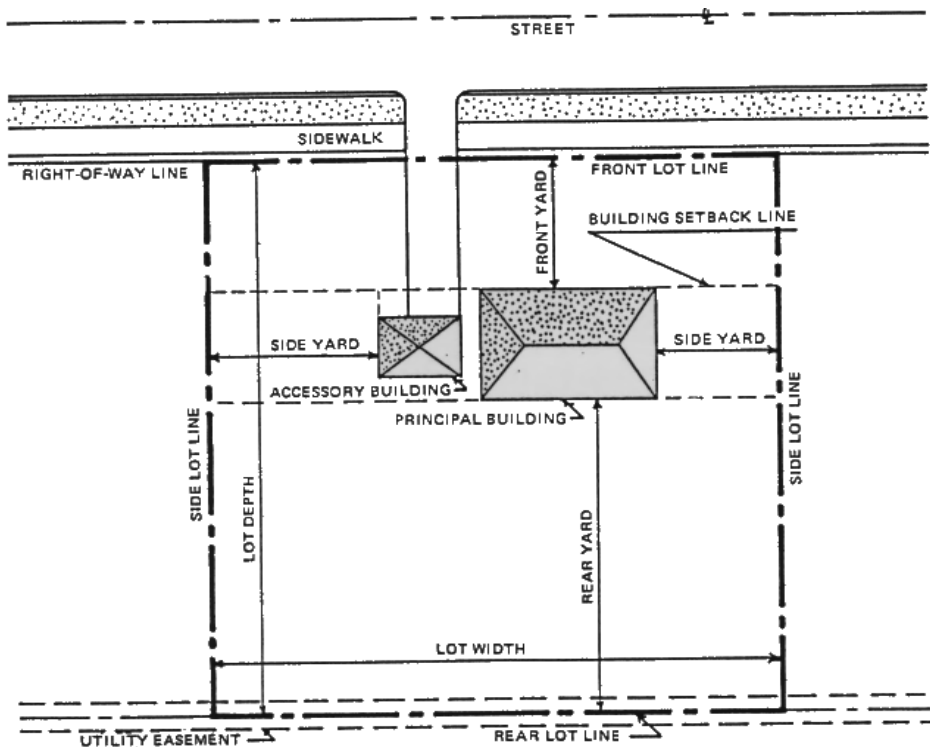 ℄
STREET
SIDEWALK
RIGHT-OF-WAY LINE
FRONT LOT LINE
FRONT YARD
BUILDING SETBACK LINE
SIDE YARD
SIDE YARD
ACCESSORY BUILDING
PRINCIPAL BUILDING
SIDE LOT LINE
SIDE LOT LINE
LOT DEPTH
REAR YARD
LOT WIDTH
UTILITY EASEMENT
REAR LOT LINE